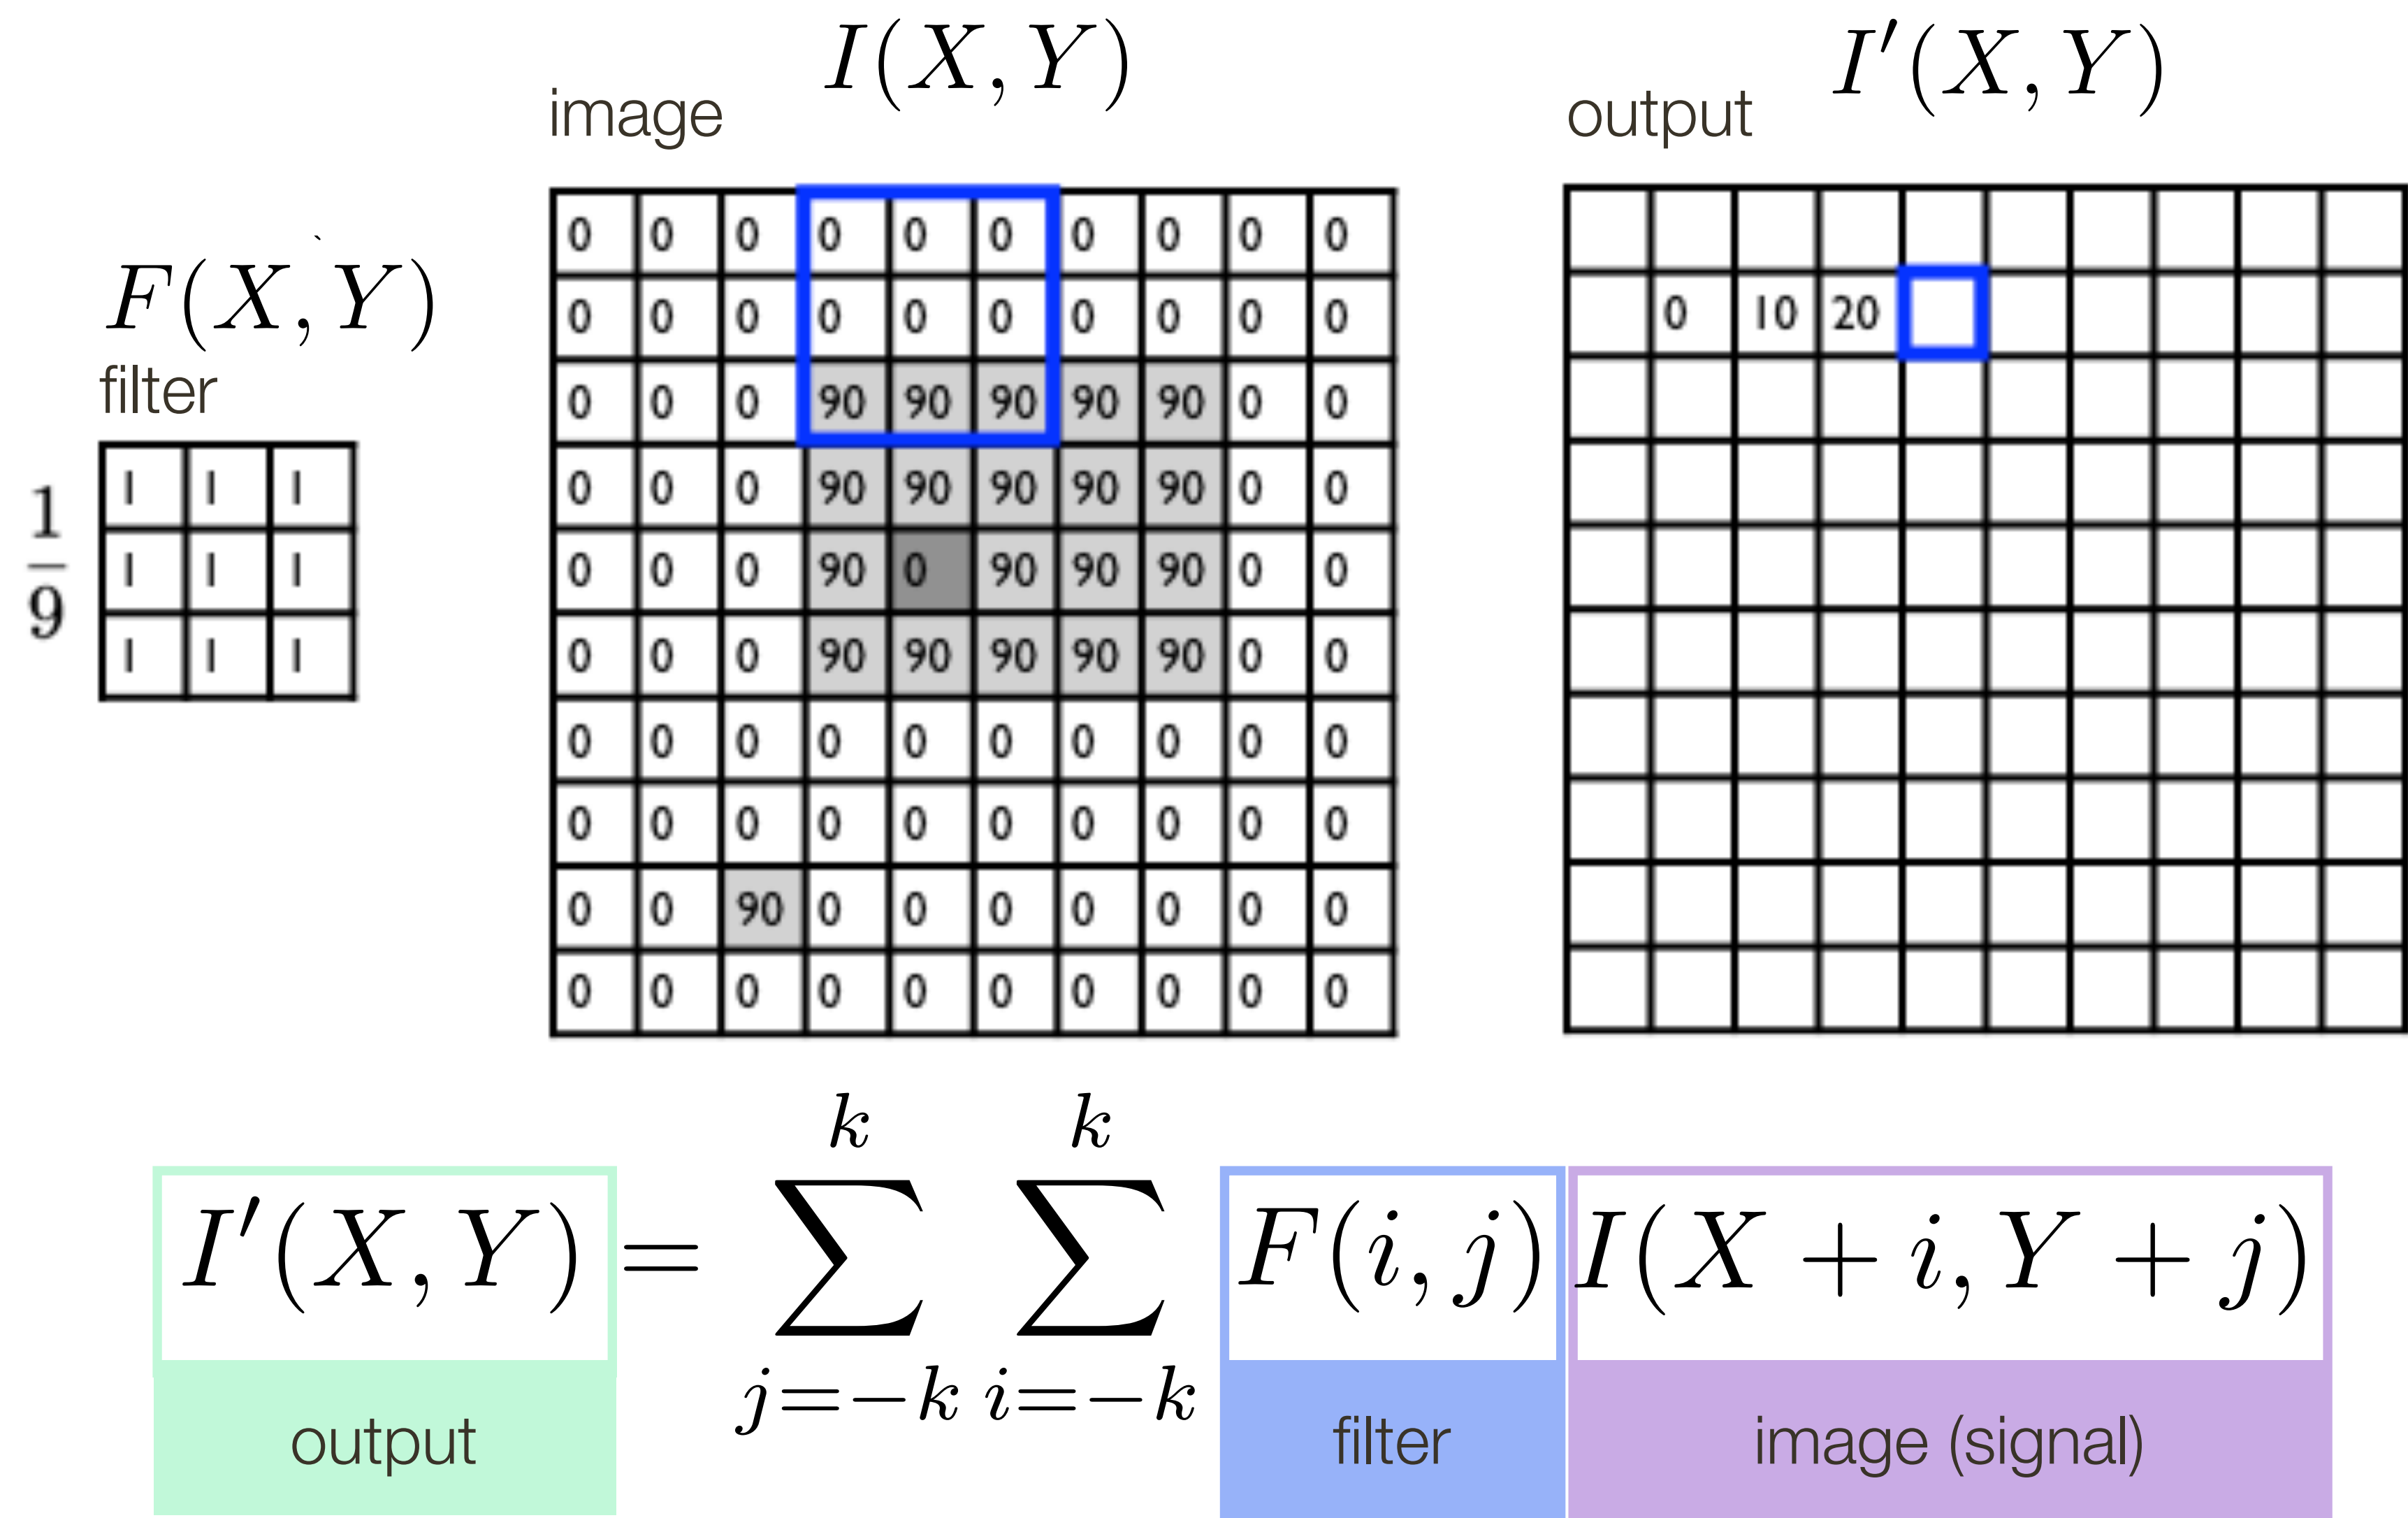 I(X, Y)
image
I′(X, Y)
output
F(X, Y)
filter
1/9
1 1 1
1 1 1
1 1 1
0 0 0 0 0 0 0 0 0 0
0 0 0 0 0 0 0 0 0 0
0 0 0 90 90 90 90 90 0 0
0 0 0 90 90 90 90 90 0 0
0 0 0 90 0 90 90 90 0 0
0 0 0 90 90 90 90 90 0 0
0 0 0 0 0 0 0 0 0 0
0 0 0 0 0 0 0 0 0 0
0 0 90 0 0 0 0 0 0 0
0 0 0 0 0 0 0 0 0 0
0 10 20
I′(X, Y) = ∑_{j=−k}^{k} ∑_{i=−k}^{k} F(i, j) I(X + i, Y + j)
output
filter
image (signal)